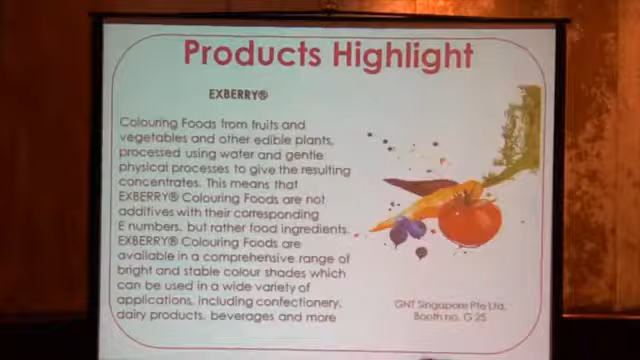 Products Highlight
EXBERRY®
Colouring Foods from fruits and
vegetables and other edible plants,
processed using water and gentle
physical processes to give the resulting
concentrates. This means that
EXBERRY® Colouring Foods are not
additives with their corresponding
E numbers, but rather food ingredients.
EXBERRY® Colouring Foods are
available in a comprehensive range of
bright and stable colour shades which
can be used in a wide variety of
applications, including confectionery,
dairy products, beverages and more
GNT Singapore Pte Ltd,
Booth no. G 25